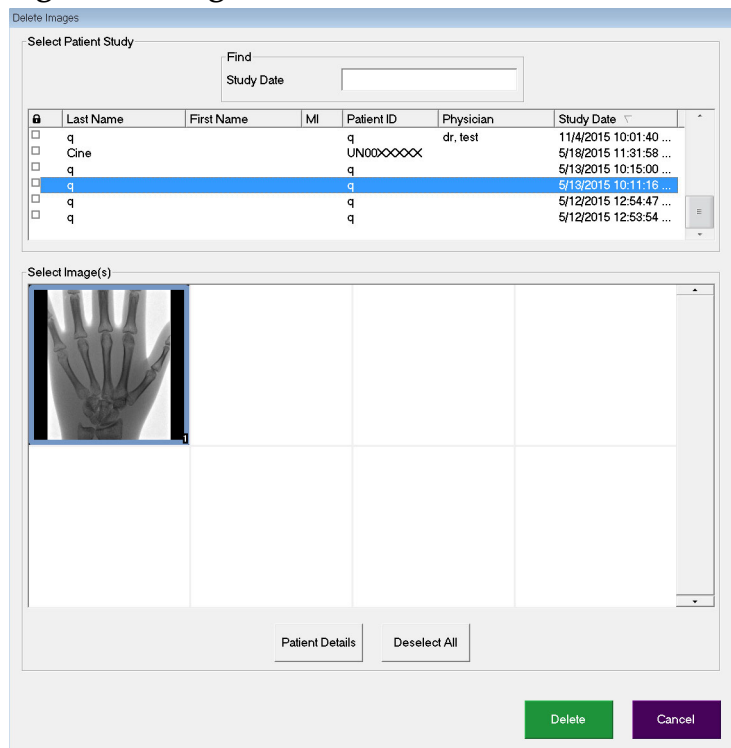 Delete Images
Select Patient Study
Find
Study Date
Last Name First Name MI Patient ID Physician Study Date
q q dr, test 11/4/2015 10:01:40 ...
Cine UN00XXXXX 5/18/2015 11:31:58 ...
q q 5/13/2015 10:15:00 ...
q q 5/13/2015 10:11:16 ...
q q 5/12/2015 12:54:47 ...
q q 5/12/2015 12:53:54 ...
Select Image(s)
1
Patient Details Deselect All
Delete Cancel